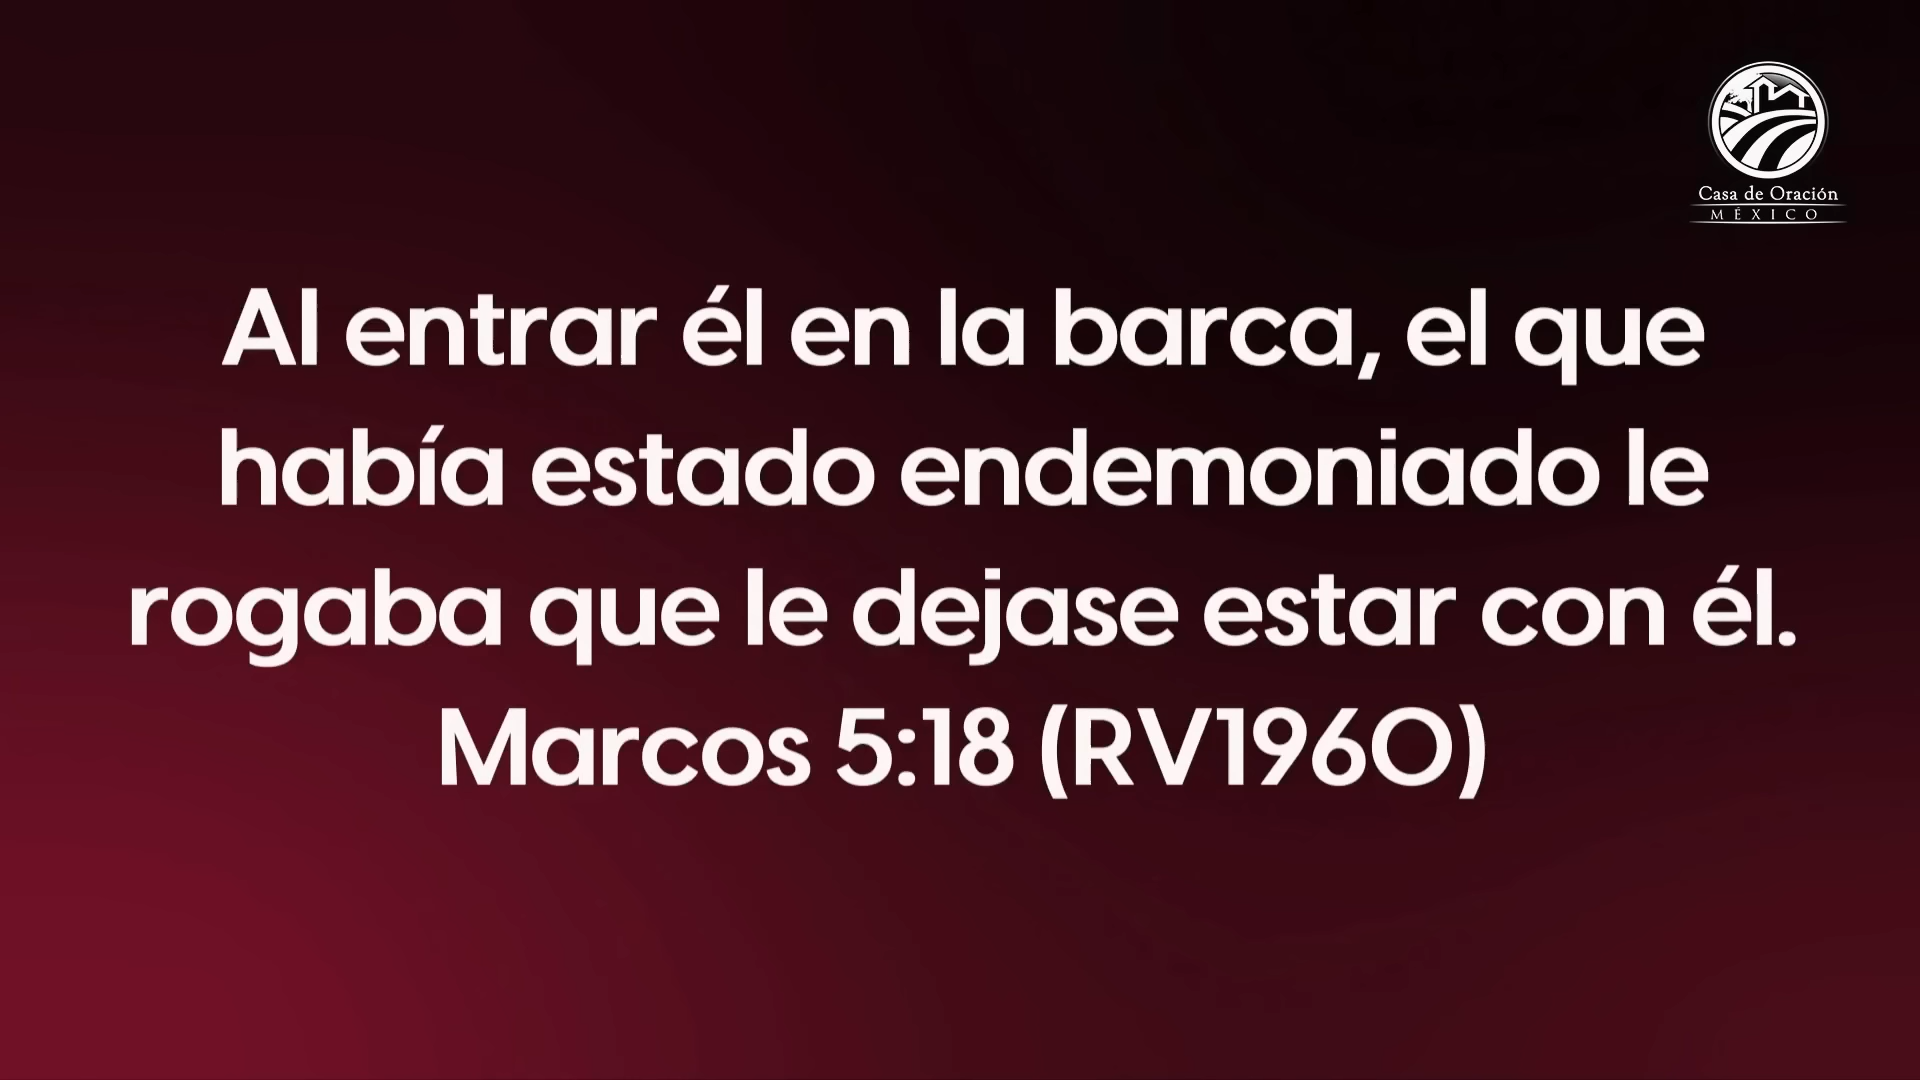 Casa de Oración
MÉXICO
Al entrar él en la barca, el que
había estado endemoniado le
rogaba que le dejase estar con él.
Marcos 5:18 (RV1960)